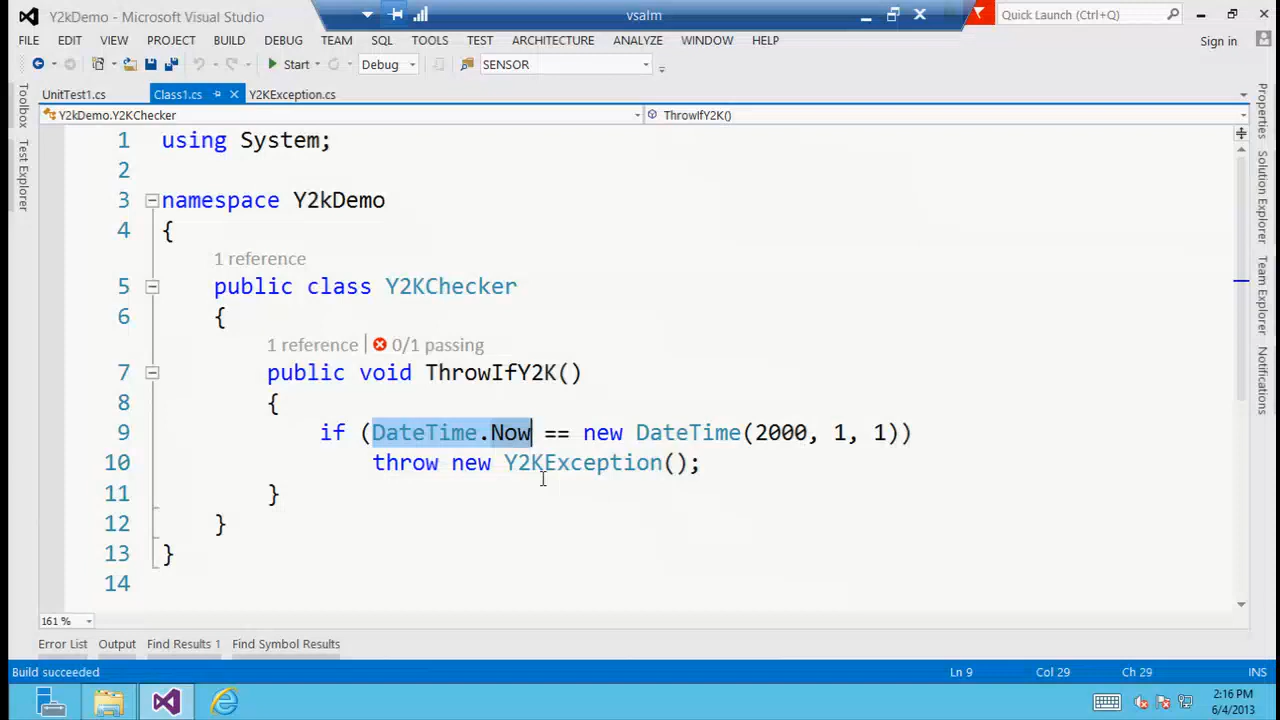 Y2kDemo - Microsoft Visual Studio
vsalm
Quick Launch (Ctrl+Q)
FILE EDIT VIEW PROJECT BUILD DEBUG TEAM SQL TOOLS TEST ARCHITECTURE ANALYZE WINDOW HELP
Sign in
Start Debug SENSOR
UnitTest1.cs Class1.cs Y2KException.cs
Y2kDemo.Y2KChecker ThrowIfY2K()
Toolbox
Test Explorer
1 using System;
2
3 namespace Y2kDemo
4 {
1 reference
5 public class Y2KChecker
6 {
1 reference | 0/1 passing
7 public void ThrowIfY2K()
8 {
9 if (DateTime.Now == new DateTime(2000, 1, 1))
10 throw new Y2KException();
11 }
12 }
13 }
14
Properties
Solution Explorer
Team Explorer
Notifications
161 %
Error List Output Find Results 1 Find Symbol Results
Build succeeded Ln 9 Col 29 Ch 29 INS
2:16 PM
6/4/2013